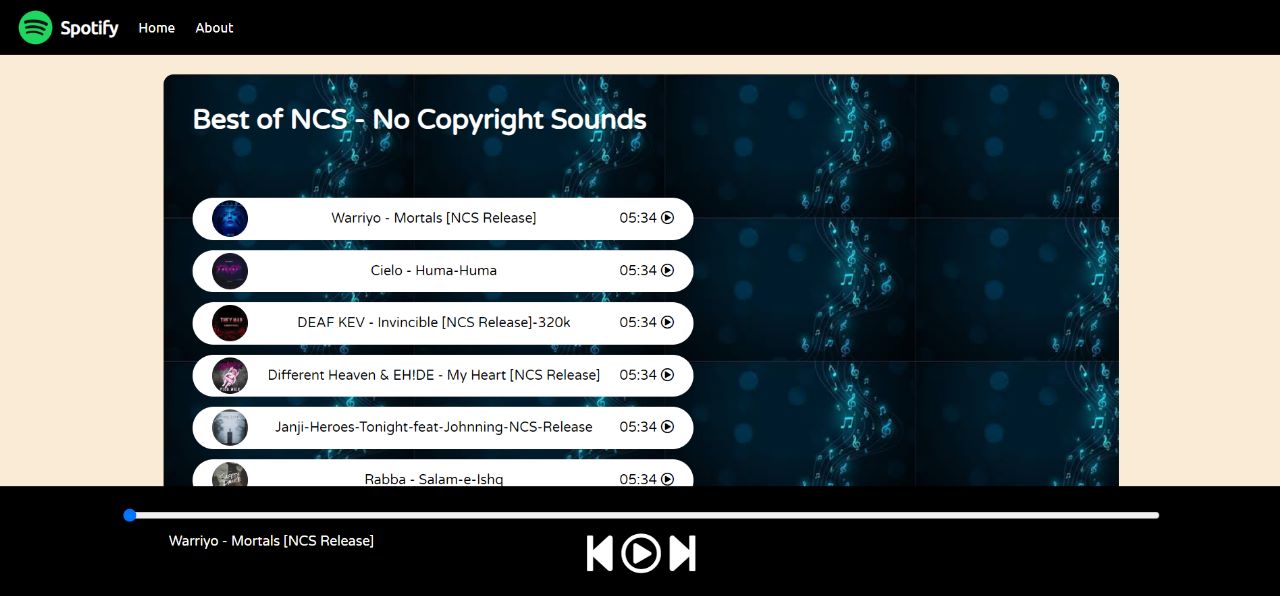 Spotify Home About
Best of NCS - No Copyright Sounds
Warriyo - Mortals [NCS Release] 05:34
Cielo - Huma-Huma 05:34
DEAF KEV - Invincible [NCS Release]-320k 05:34
Different Heaven & EH!DE - My Heart [NCS Release] 05:34
Janji-Heroes-Tonight-feat-Johnning-NCS-Release 05:34
Rabba - Salam-e-Ishq 05:34
Warriyo - Mortals [NCS Release]